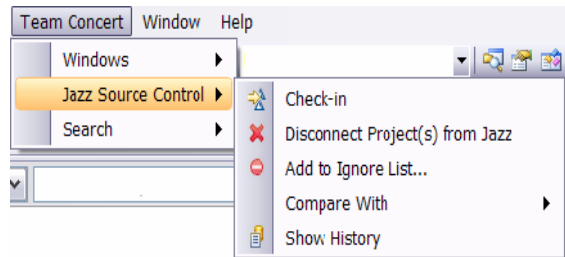 Team Concert Window Help
Windows
Jazz Source Control
Search
Check-in
Disconnect Project(s) from Jazz
Add to Ignore List...
Compare With
Show History